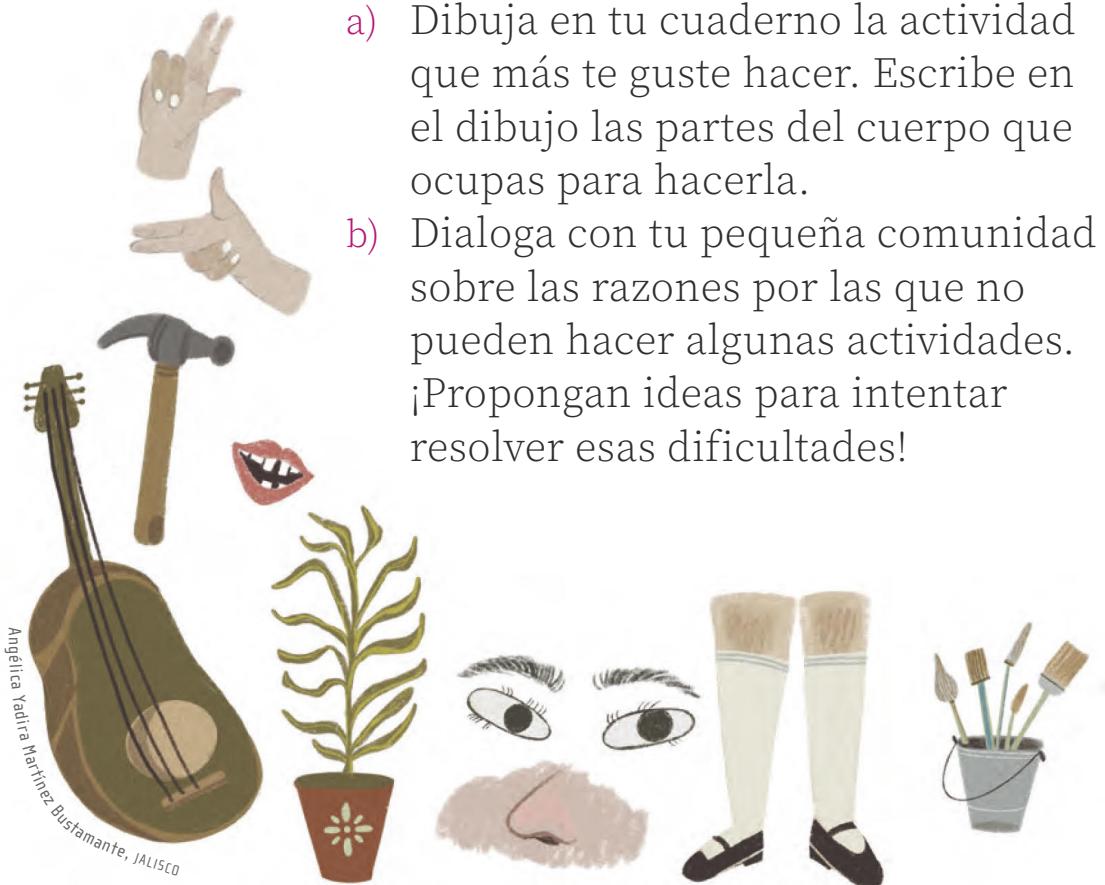 a) Dibuja en tu cuaderno la actividad
que más te guste hacer. Escribe en
el dibujo las partes del cuerpo que
ocupas para hacerla.
b) Dialoga con tu pequeña comunidad
sobre las razones por las que no
pueden hacer algunas actividades.
¡Propongan ideas para intentar
resolver esas dificultades!
Angélica Yadira Martínez Bustamante, JALISCO